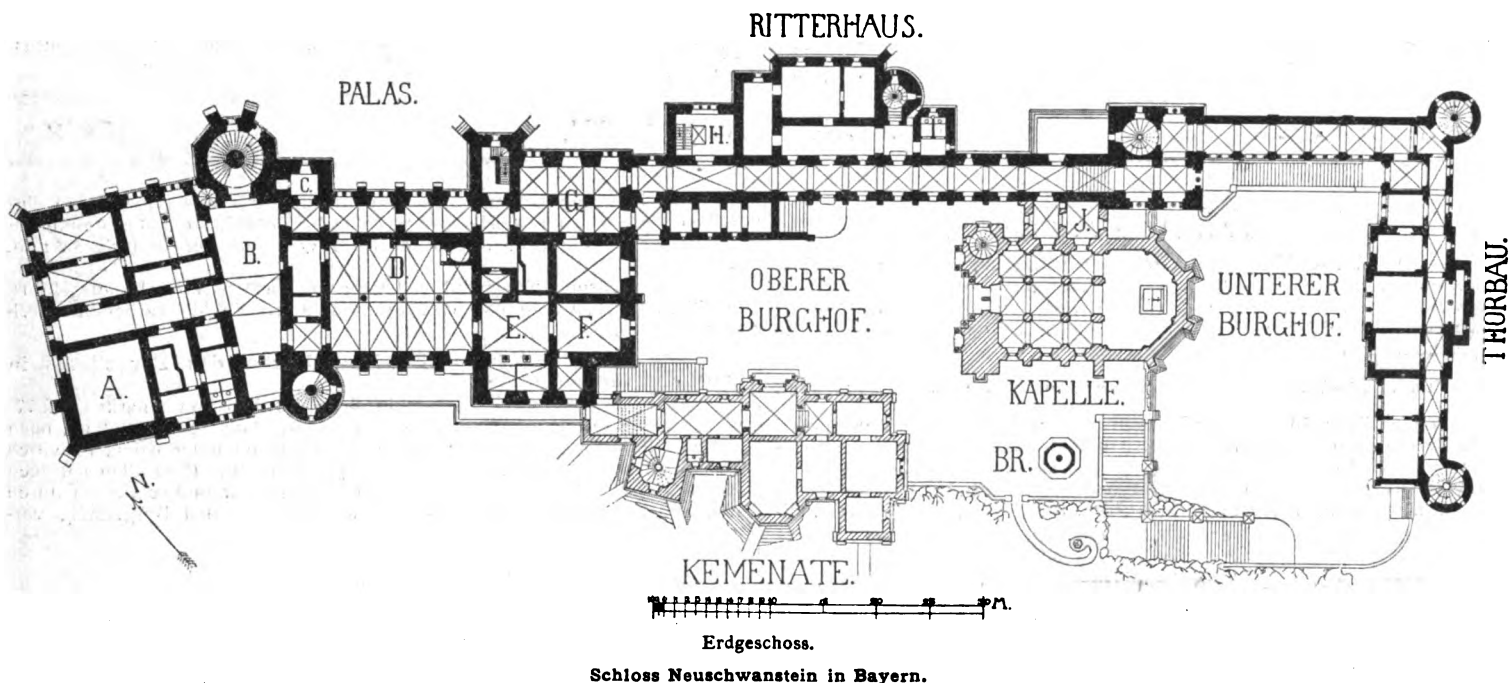 RITTERHAUS.
PALAS.
H.
C.
G.
B.
D.
J.
OBERER
BURGHOF.
UNTERER
BURGHOF.
THORBAU.
E.
F.
A.
KAPELLE.
BR.
N.
KEMENATE.
M.
Erdgeschoss.
Schloss Neuschwanstein in Bayern.